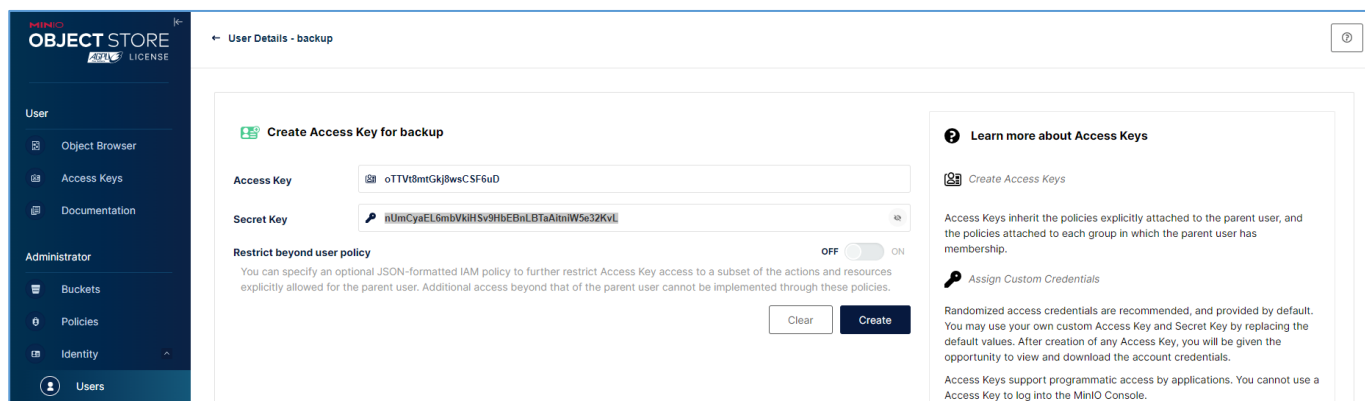 MINIO
OBJECT STORE
AGPLv3 LICENSE
User
Object Browser
Access Keys
Documentation
Administrator
Buckets
Policies
Identity
Users
← User Details - backup
Create Access Key for backup
Access Key
oTTVt8mtGkj8wsCSF6uD
Secret Key
nUmCyaEL6mbVkiHSv9HbEBnLBTaAitniW5e32KvL
Restrict beyond user policy
OFF ON
You can specify an optional JSON-formatted IAM policy to further restrict Access Key access to a subset of the actions and resources
explicitly allowed for the parent user. Additional access beyond that of the parent user cannot be implemented through these policies.
Clear Create
Learn more about Access Keys
Create Access Keys
Access Keys inherit the policies explicitly attached to the parent user, and
the policies attached to each group in which the parent user has
membership.
Assign Custom Credentials
Randomized access credentials are recommended, and provided by default.
You may use your own custom Access Key and Secret Key by replacing the
default values. After creation of any Access Key, you will be given the
opportunity to view and download the account credentials.
Access Keys support programmatic access by applications. You cannot use a
Access Key to log into the MinIO Console.